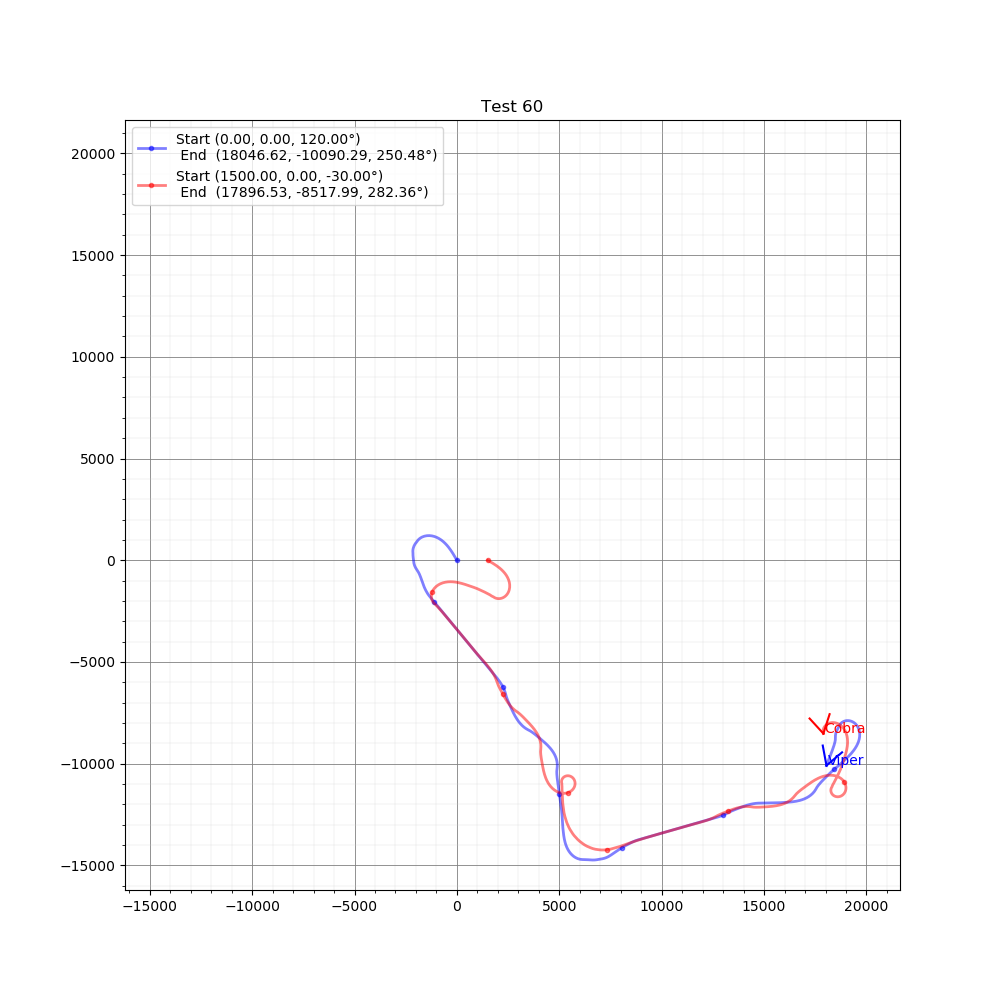 Test 60
Start (0.00, 0.00, 120.00°)
End (18046.62, -10090.29, 250.48°)
Start (1500.00, 0.00, -30.00°)
End (17896.53, -8517.99, 282.36°)
20000
15000
10000
5000
0
−5000
−10000
−15000
Cobra
Viper
−15000 −10000 −5000 0 5000 10000 15000 20000